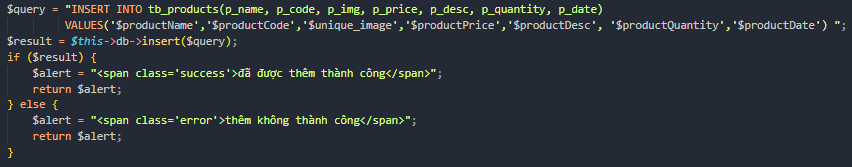 $query = "INSERT INTO tb_products(p_name, p_code, p_img, p_price, p_desc, p_quantity, p_date)
VALUES('$productName','$productCode','$unique_image','$productPrice','$productDesc', '$productQuantity','$productDate') ";
$result = $this->db->insert($query);
if ($result) {
$alert = "<span class='success'>đã được thêm thành công</span>";
return $alert;
} else {
$alert = "<span class='error'>thêm không thành công</span>";
return $alert;
}